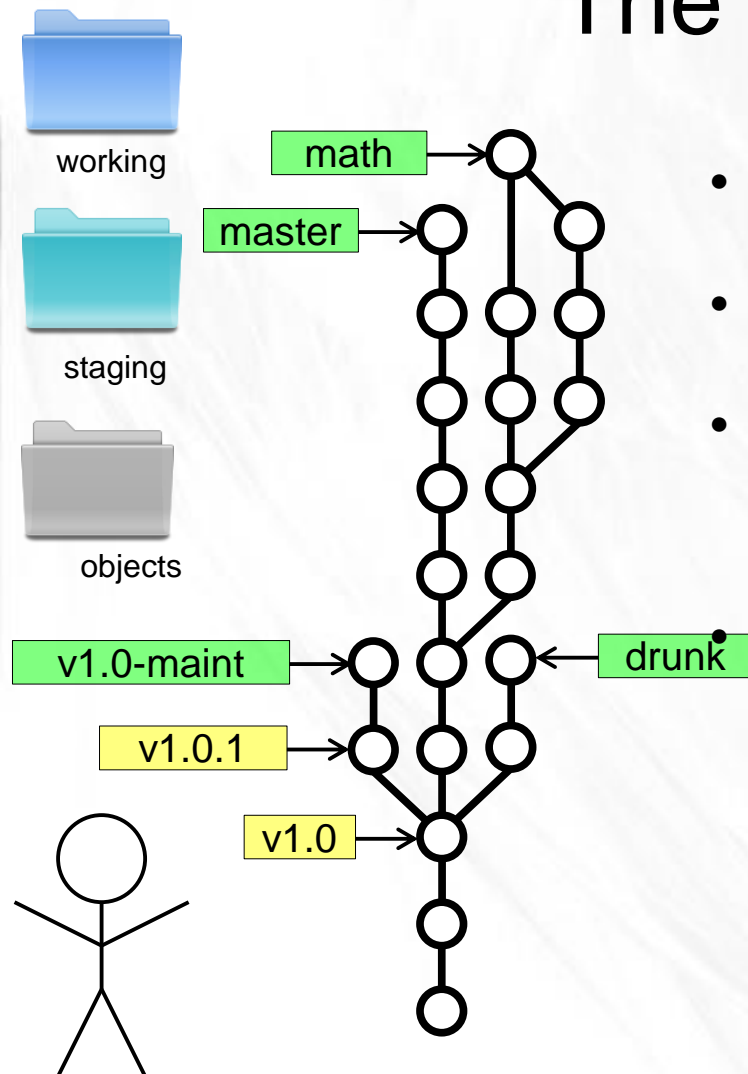 The
working
math
master
staging
objects
v1.0-maint
drunk
v1.0.1
v1.0